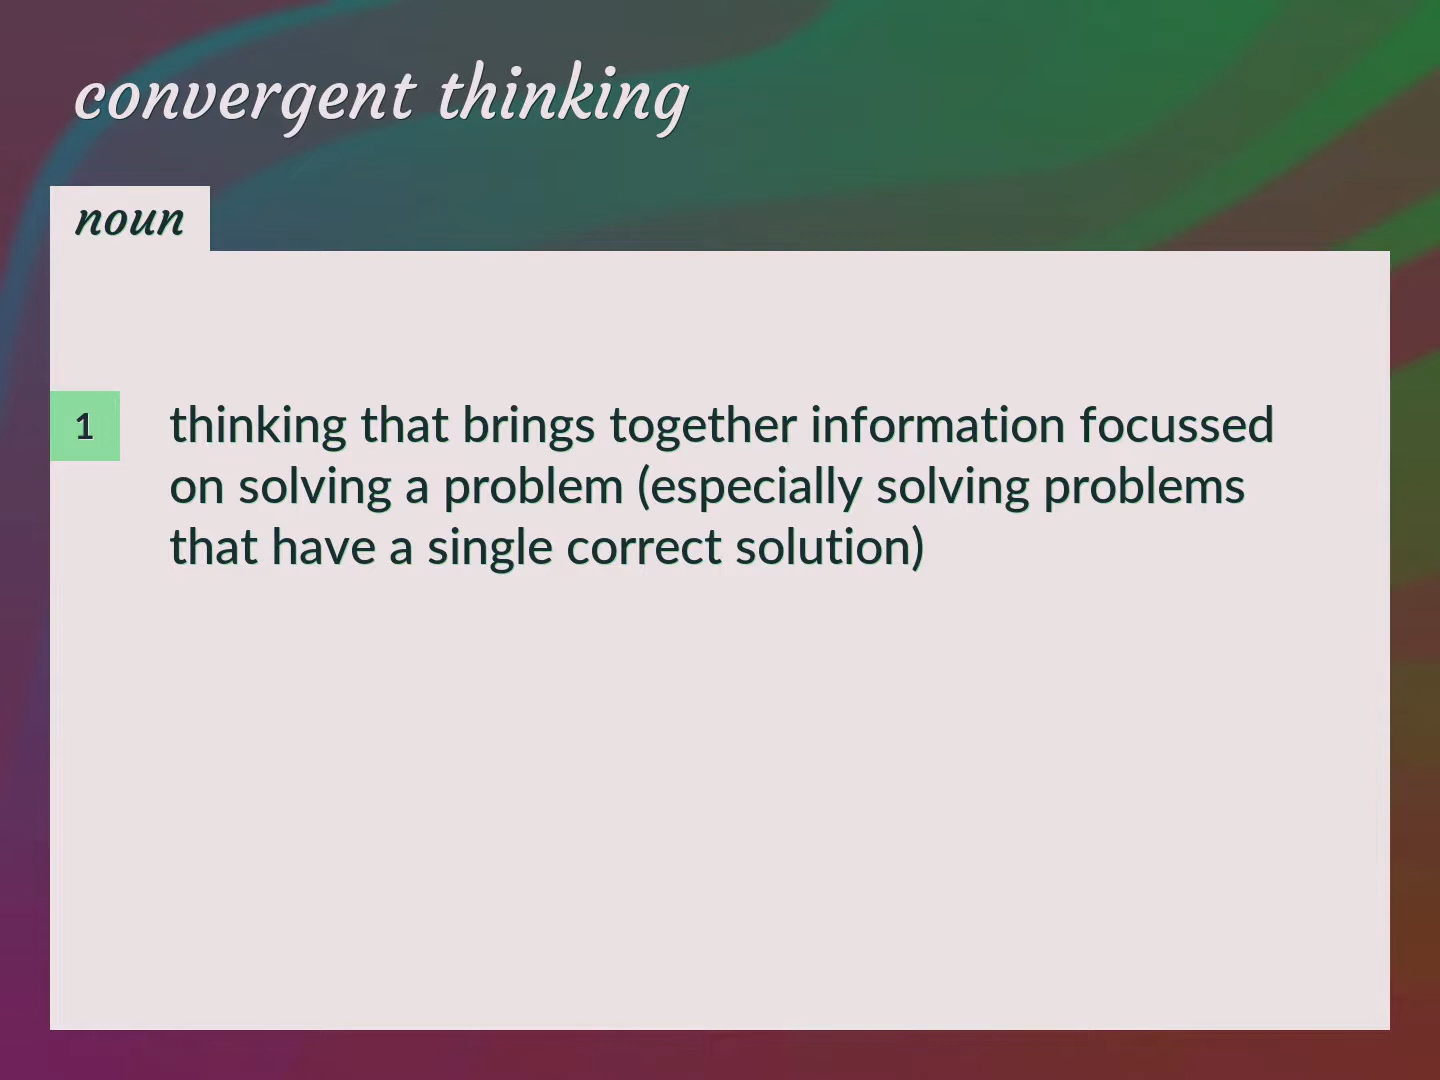 convergent thinking
noun
1
thinking that brings together information focussed
on solving a problem (especially solving problems
that have a single correct solution)